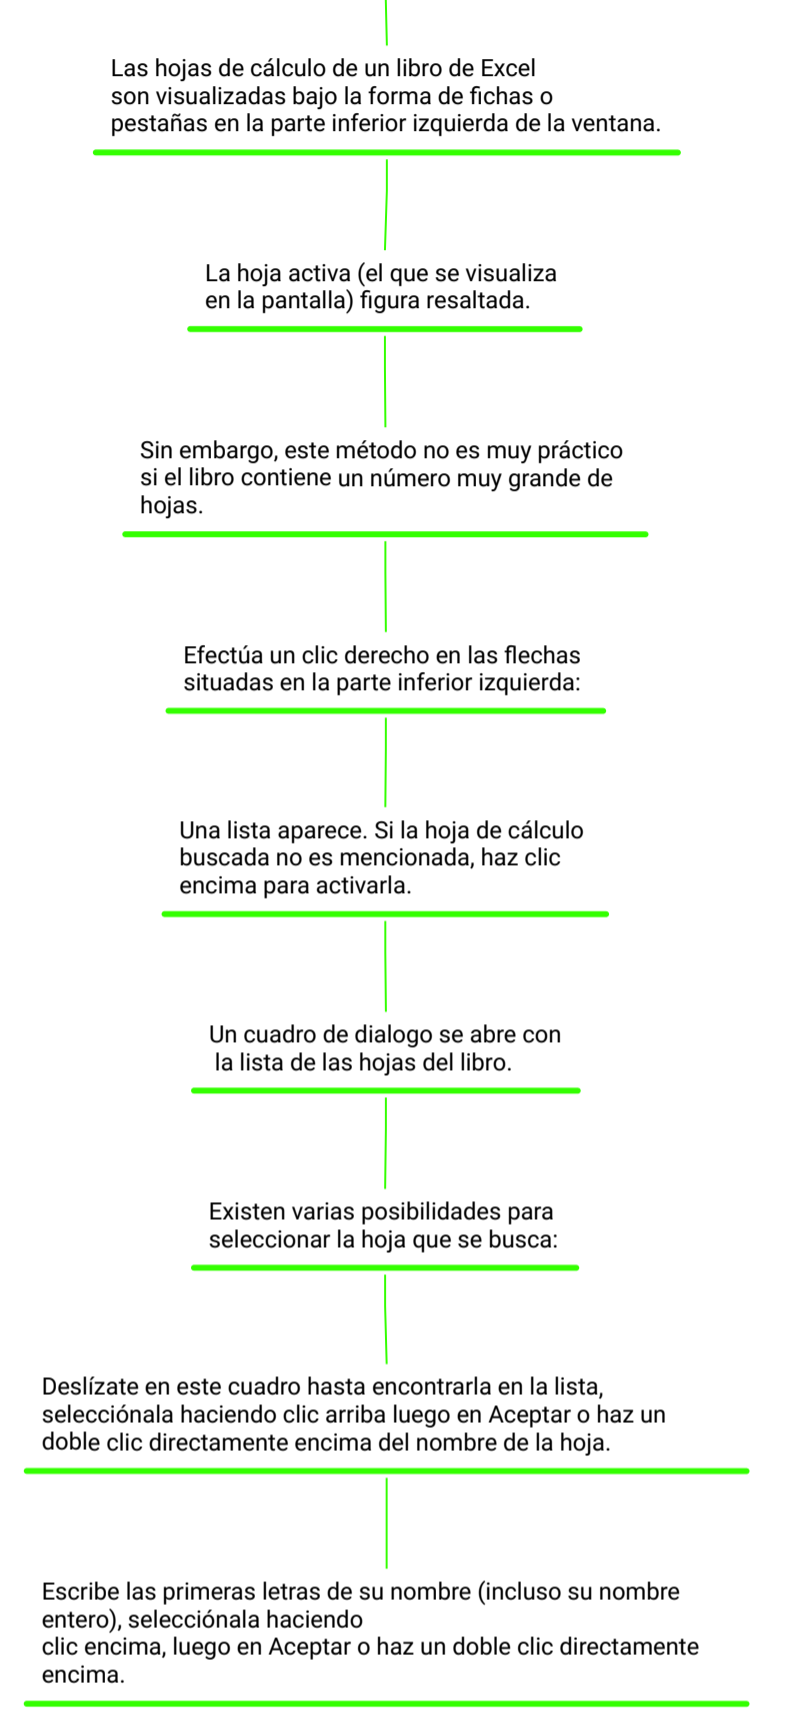 Las hojas de cálculo de un libro de Excel
son visualizadas bajo la forma de fichas o
pestañas en la parte inferior izquierda de la ventana.
La hoja activa (el que se visualiza
en la pantalla) figura resaltada.
Sin embargo, este método no es muy práctico
si el libro contiene un número muy grande de
hojas.
Efectúa un clic derecho en las flechas
situadas en la parte inferior izquierda:
Una lista aparece. Si la hoja de cálculo
buscada no es mencionada, haz clic
encima para activarla.
Un cuadro de dialogo se abre con
la lista de las hojas del libro.
Existen varias posibilidades para
seleccionar la hoja que se busca:
Deslízate en este cuadro hasta encontrarla en la lista,
selecciónala haciendo clic arriba luego en Aceptar o haz un
doble clic directamente encima del nombre de la hoja.
Escribe las primeras letras de su nombre (incluso su nombre
entero), selecciónala haciendo
clic encima, luego en Aceptar o haz un doble clic directamente
encima.